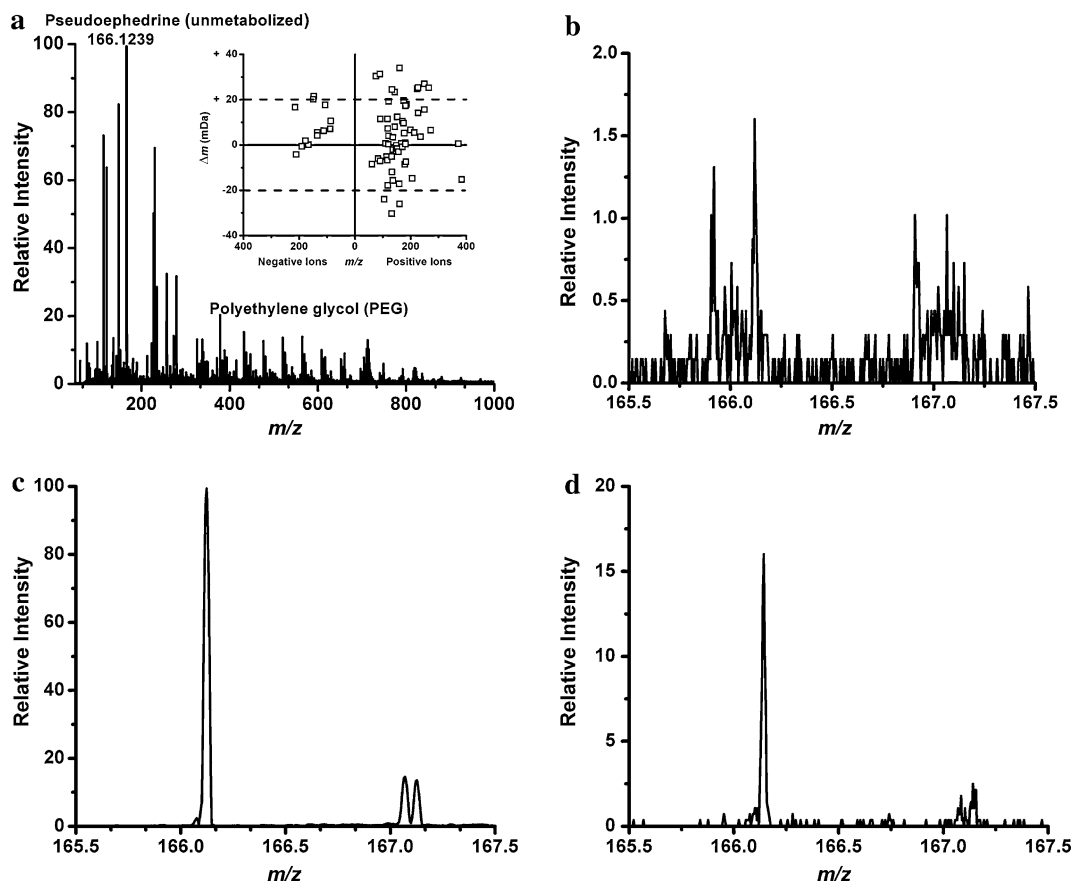 a
Pseudoephedrine (unmetabolized)
166.1239
Relative Intensity
100
80
60
40
20
0
200
400
600
800
1000
m/z
Polyethylene glycol (PEG)
Δm (mDa)
+ 40
+ 20
0
-20
-40
400
200
0
200
400
Negative Ions
m/z
Positive Ions
b
Relative Intensity
2.0
1.5
1.0
0.5
0.0
165.5
166.0
166.5
167.0
167.5
m/z
c
Relative Intensity
100
80
60
40
20
0
165.5
166.0
166.5
167.0
167.5
m/z
d
Relative Intensity
20
15
10
5
0
165.5
166.0
166.5
167.0
167.5
m/z